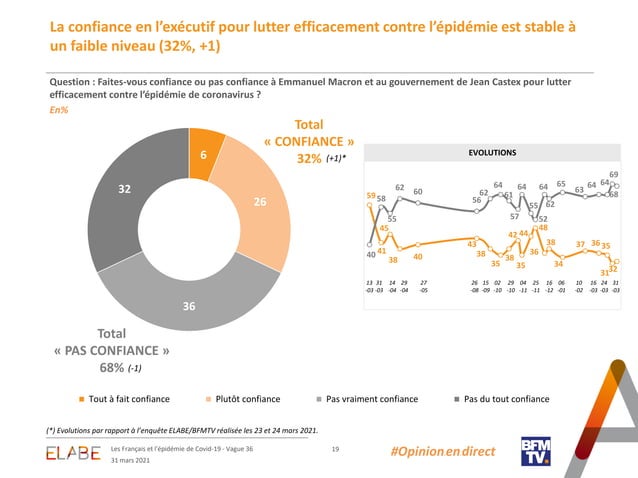 La confiance en l’exécutif pour lutter efficacement contre l’épidémie est stable à
un faible niveau (32%, +1)
Question : Faites-vous confiance ou pas confiance à Emmanuel Macron et au gouvernement de Jean Castex pour lutter
efficacement contre l’épidémie de coronavirus ?
En%
Total
« CONFIANCE »
32% (+1)*
6
26
36
32
Total
« PAS CONFIANCE »
68% (-1)
EVOLUTIONS
59 58 62 60 56 62 64 61 64 64 65 63 64 64 69
68
57 55 52 62
45 55 48
40 41 38 40 43 38 35 38 42 44 35 36 38 34 37 36 35
31 32
13 31 14 29 27 26 15 02 29 04 25 16 06 10 16 24 31
-03 -03 -04 -04 -05 -08 -09 -10 -10 -11 -11 -12 -01 -02 -03 -03 -03
Tout à fait confiance Plutôt confiance Pas vraiment confiance Pas du tout confiance
(*) Evolutions par rapport à l'enquête ELABE/BFMTV réalisée les 23 et 24 mars 2021.
ELABE
Les Français et l'épidémie de Covid-19 - Vague 36
31 mars 2021
19
#Opinion en direct
BFM
TV.